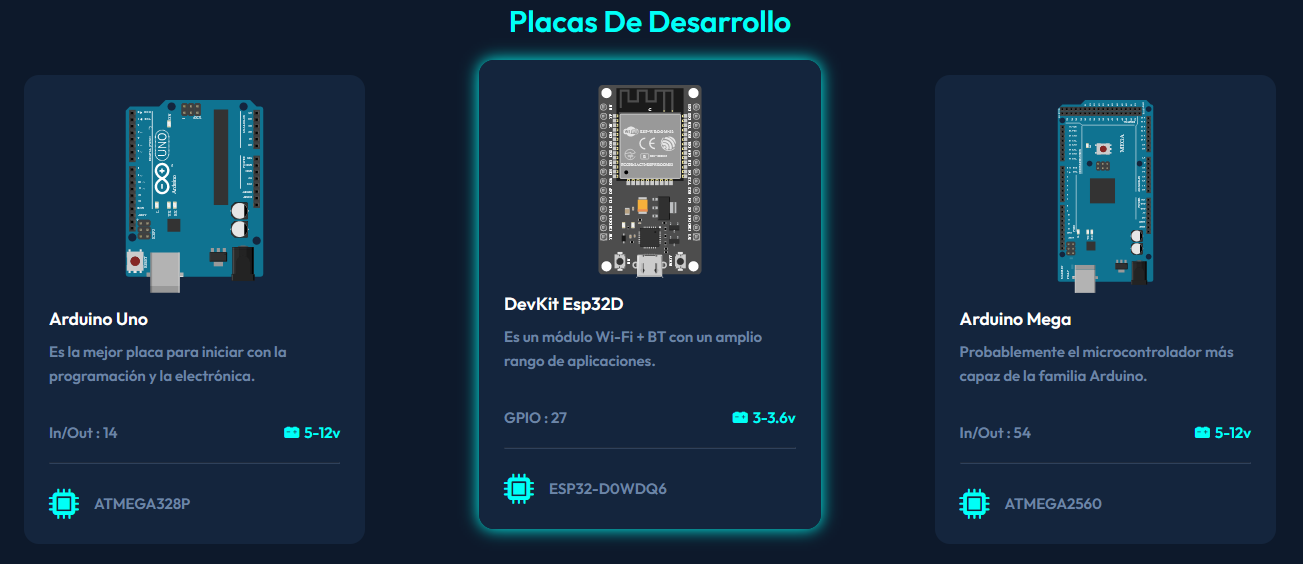 Placas De Desarrollo
UNO
Arduino
Arduino Uno
Es la mejor placa para iniciar con la
programación y la electrónica.
In/Out : 14
5-12v
ATMEGA328P
DevKit Esp32D
Es un módulo Wi-Fi + BT con un amplio
rango de aplicaciones.
GPIO : 27
3-3.6v
ESP32-D0WDQ6
MEGA
Arduino Mega
Probablemente el microcontrolador más
capaz de la familia Arduino.
In/Out : 54
5-12v
ATMEGA2560